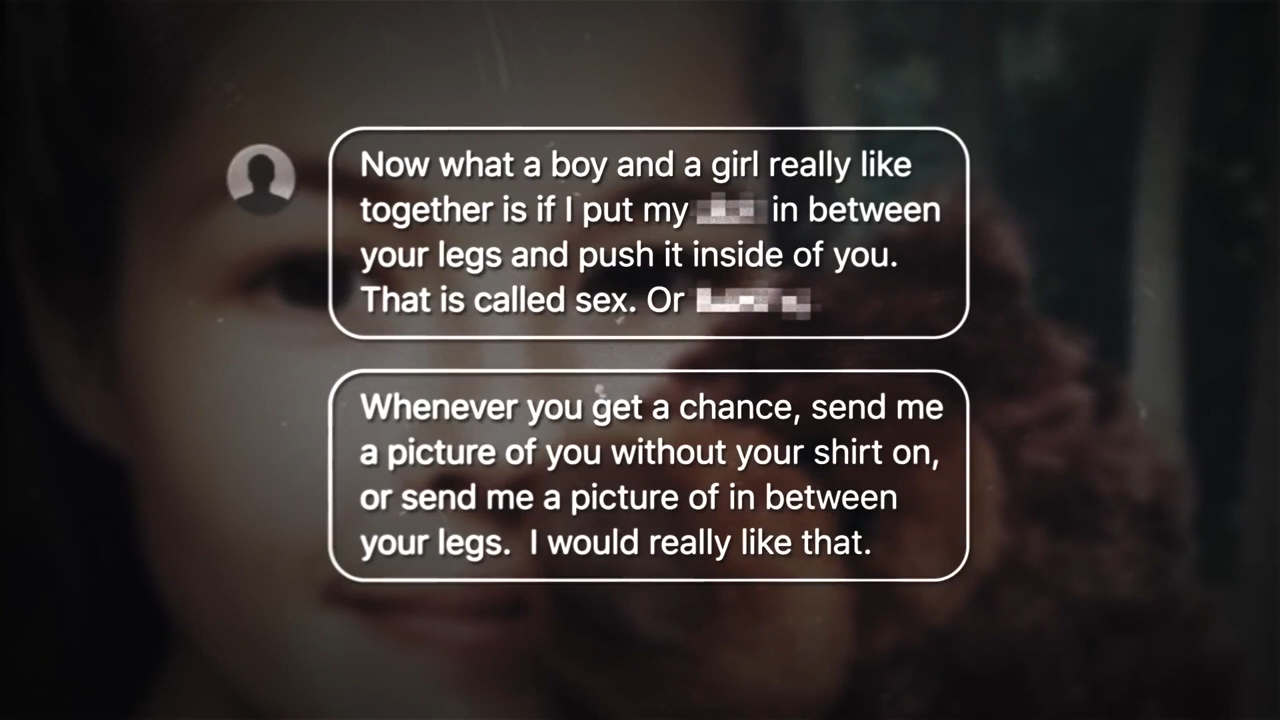 Now what a boy and a girl really like
together is if I put my in between
your legs and push it inside of you.
That is called sex. Or
Whenever you get a chance, send me
a picture of you without your shirt on,
or send me a picture of in between
your legs. I would really like that.